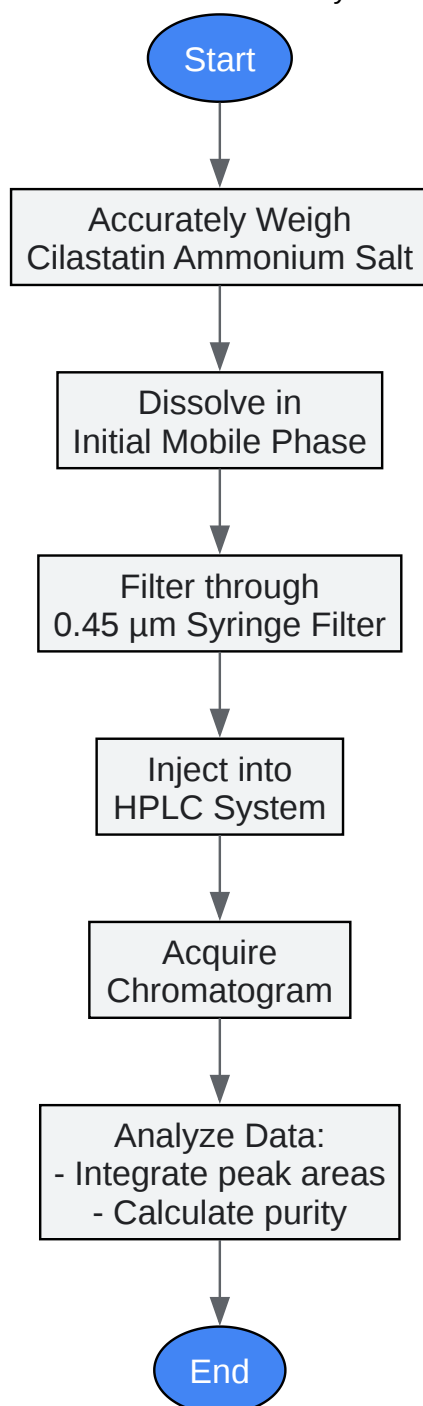 Start
Accurately Weigh
Cilastatin Ammonium Salt
Dissolve in
Initial Mobile Phase
Filter through
0.45 µm Syringe Filter
Inject into
HPLC System
Acquire
Chromatogram
Analyze Data:
- Integrate peak areas
- Calculate purity
End